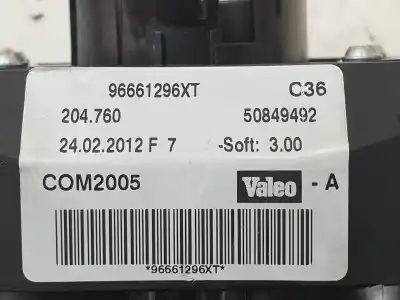 96661296XT C36
204.760 50849492
24.02.2012 F 7 -Soft: 3.00
COM2005 Valeo - A
*96661296XT*